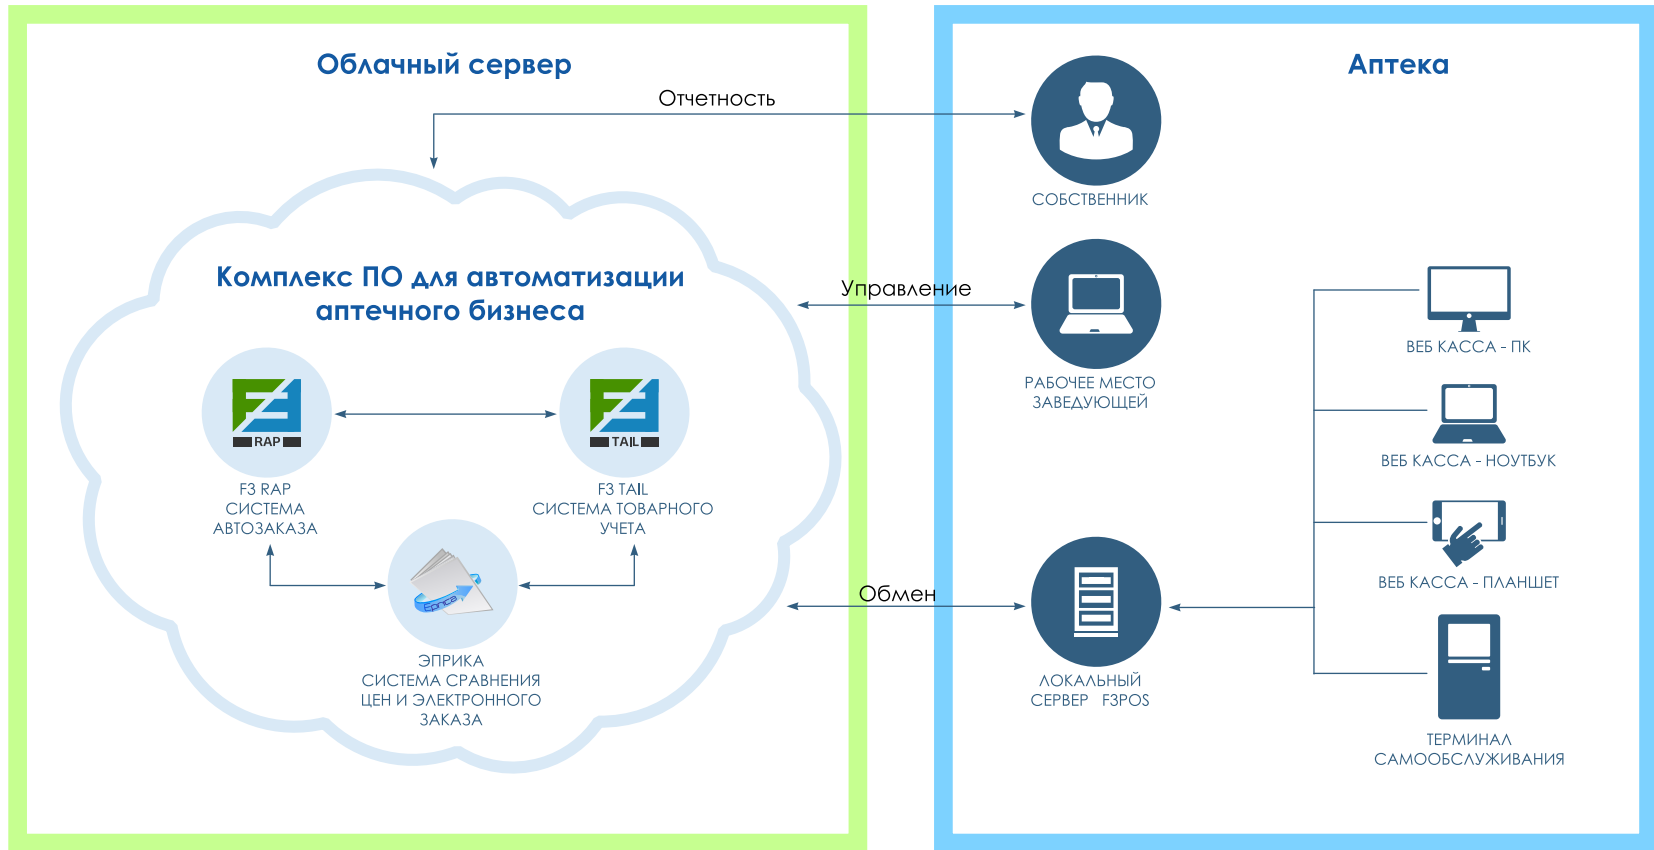 Облачный сервер
Отчетность
Комплекс ПО для автоматизации
аптечного бизнеса
RAP
TAIL
F3 RAP
СИСТЕМА
АВТОЗАКАЗА
F3 TAIL
СИСТЕМА ТОВАРНОГО
УЧЕТА
Eprica
ЭПРИКА
СИСТЕМА СРАВНЕНИЯ
ЦЕН И ЭЛЕКТРОННОГО
ЗАКАЗА
Управление
Обмен
Аптека
СОБСТВЕННИК
РАБОЧЕЕ МЕСТО
ЗАВЕДУЮЩЕЙ
ЛОКАЛЬНЫЙ
СЕРВЕР F3POS
ВЕБ КАССА - ПК
ВЕБ КАССА - НОУТБУК
ВЕБ КАССА - ПЛАНШЕТ
ТЕРМИНАЛ
САМООБСЛУЖИВАНИЯ